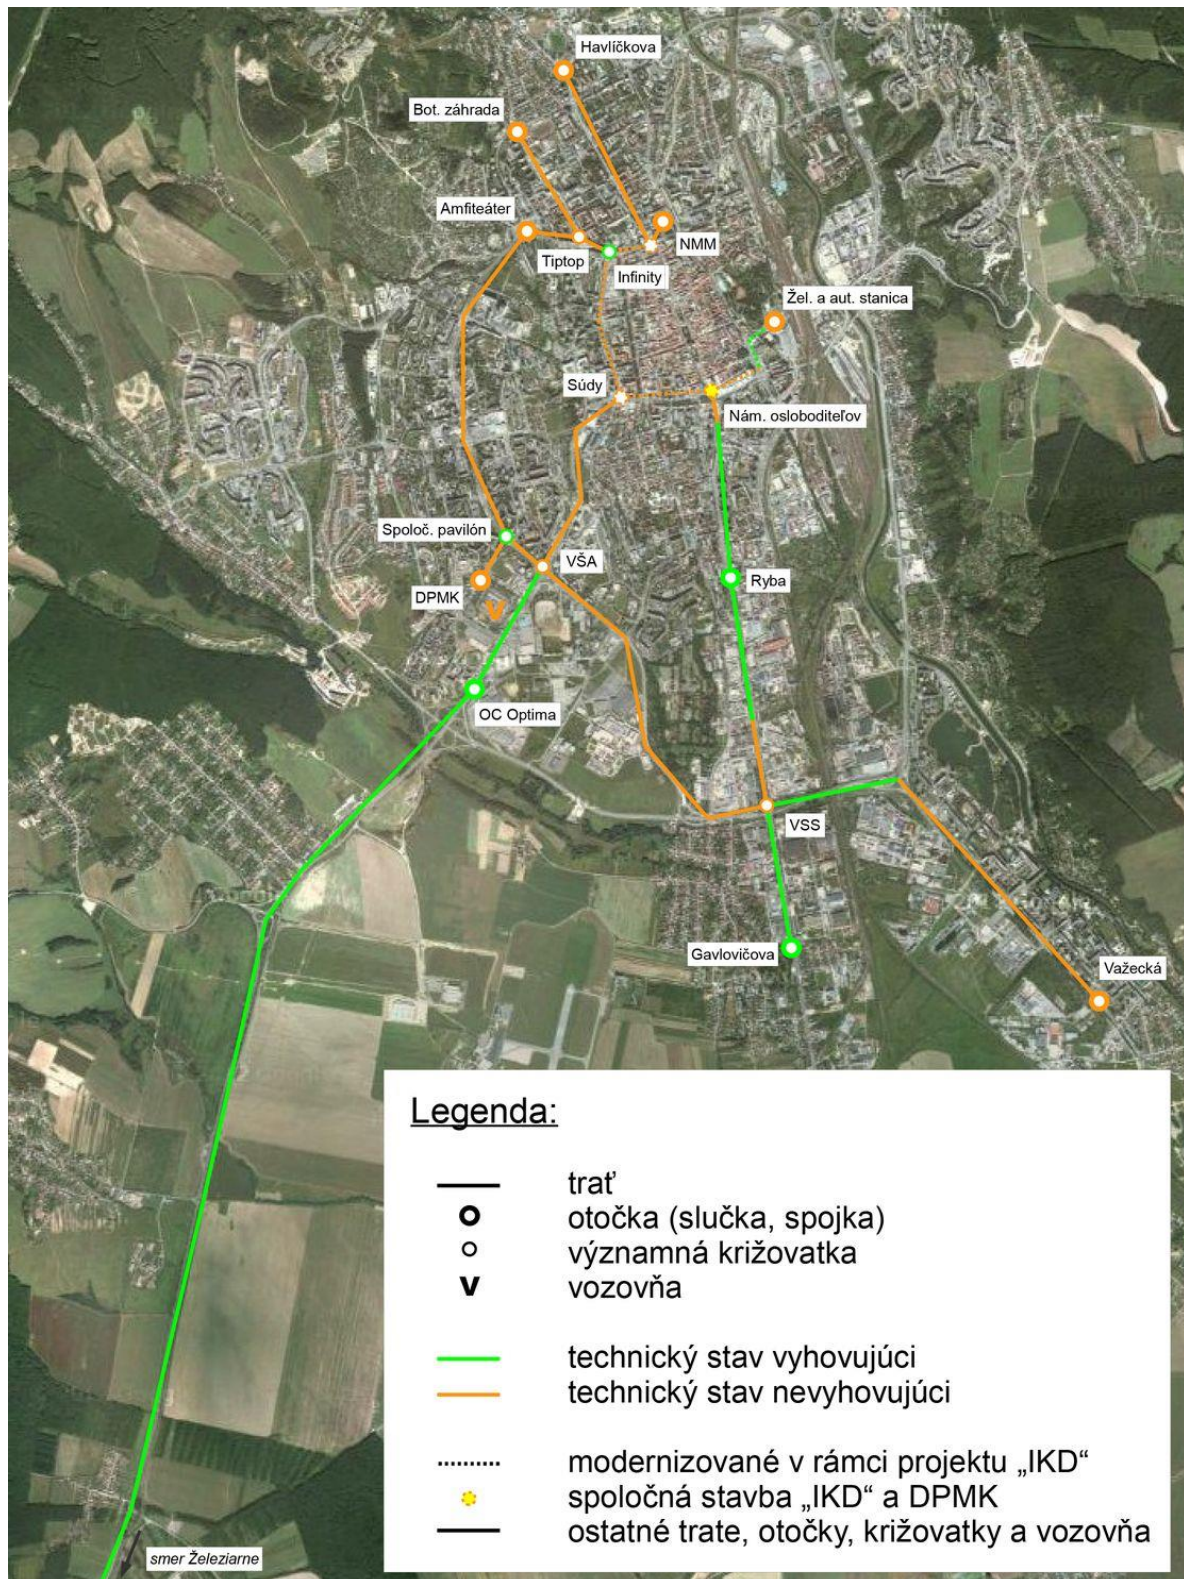 Havlíčkova
Bot. záhrada
Amfiteáter
NMM
Tiptop
Infinity
Žel. a aut. stanica
Súdy
Nám. osloboditeľov
Spoloč. pavilón
VŠA
DPMK
V
Ryba
OC Optima
VSS
Gavlovičova
Važecká
Legenda:
trať
otočka (slučka, spojka)
významná križovatka
V vozovňa
technický stav vyhovujúci
technický stav nevyhovujúci
modernizované v rámci projektu „IKD“
spoločná stavba „IKD“ a DPMK
ostatné trate, otočky, križovatky a vozovňa
smer Železiarne